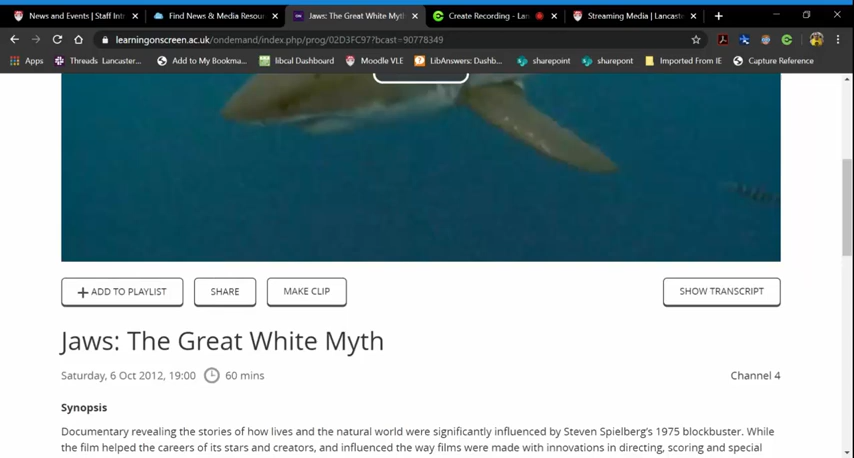 News and Events | Staff Intr
Find News & Media Resour
Jaws: The Great White Myth
Create Recording - Lan
Streaming Media | Lancaste
learningonscreen.ac.uk/ondemand/index.php/prog/02D3FC97?bcast=90778349
Apps Threads Lancaster... Add to My Bookma... libcal Dashboard Moodle VLE LibAnswers: Dashb... sharepoint sharepont Imported From IE Capture Reference
ADD TO PLAYLIST SHARE MAKE CLIP SHOW TRANSCRIPT
Jaws: The Great White Myth
Saturday, 6 Oct 2012, 19:00 60 mins Channel 4
Synopsis
Documentary revealing the stories of how lives and the natural world were significantly influenced by Steven Spielberg's 1975 blockbuster. While
the film helped the careers of its stars and creators, and influenced the way films were made with innovations in directing, scoring and special